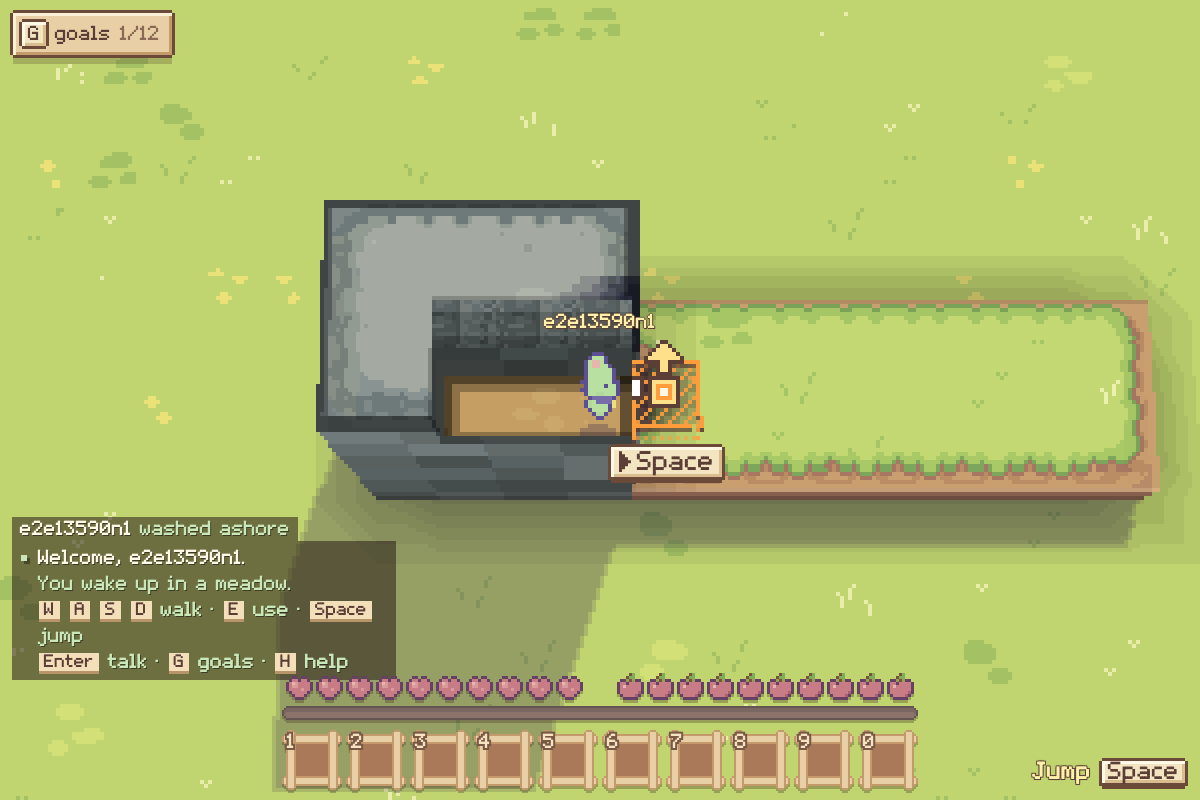 G goals 1/12
e2e13590n1
Space
e2e13590n1 washed ashore
Welcome, e2e13590n1.
You wake up in a meadow.
W A S D walk · E use · Space
jump
Enter talk · G goals · H help
1 2 3 4 5 6 7 8 9 0
Jump Space